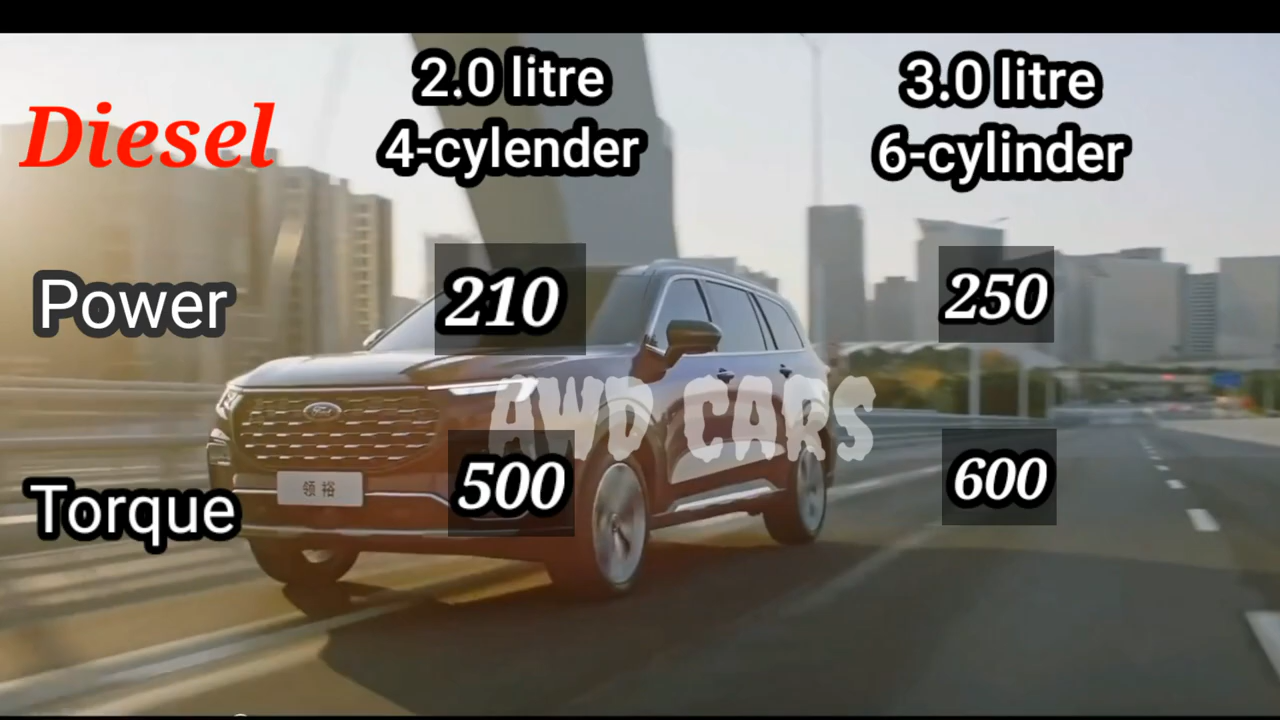 Diesel
2.0 litre
4-cylender
3.0 litre
6-cylinder
Power
210
250
AWD CARS
Ford
Torque
500
600
领裕